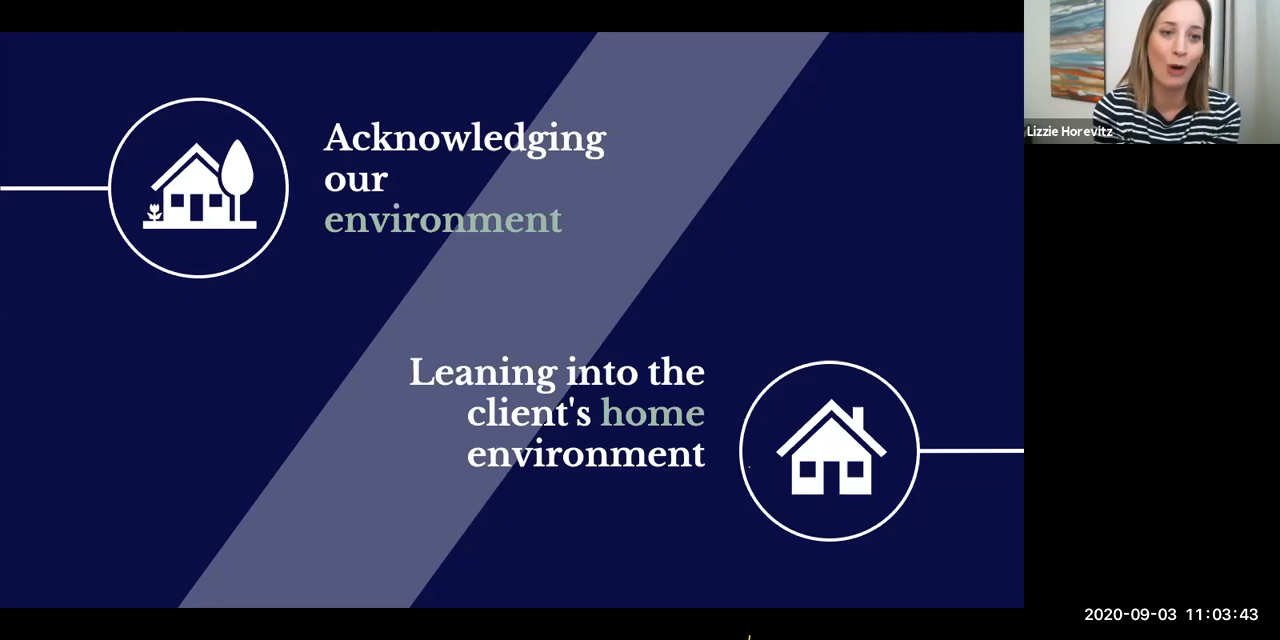 Acknowledging
our
environment
Leaning into the
client's home
environment
Lizzie Horevitz
2020-09-03 11:03:43